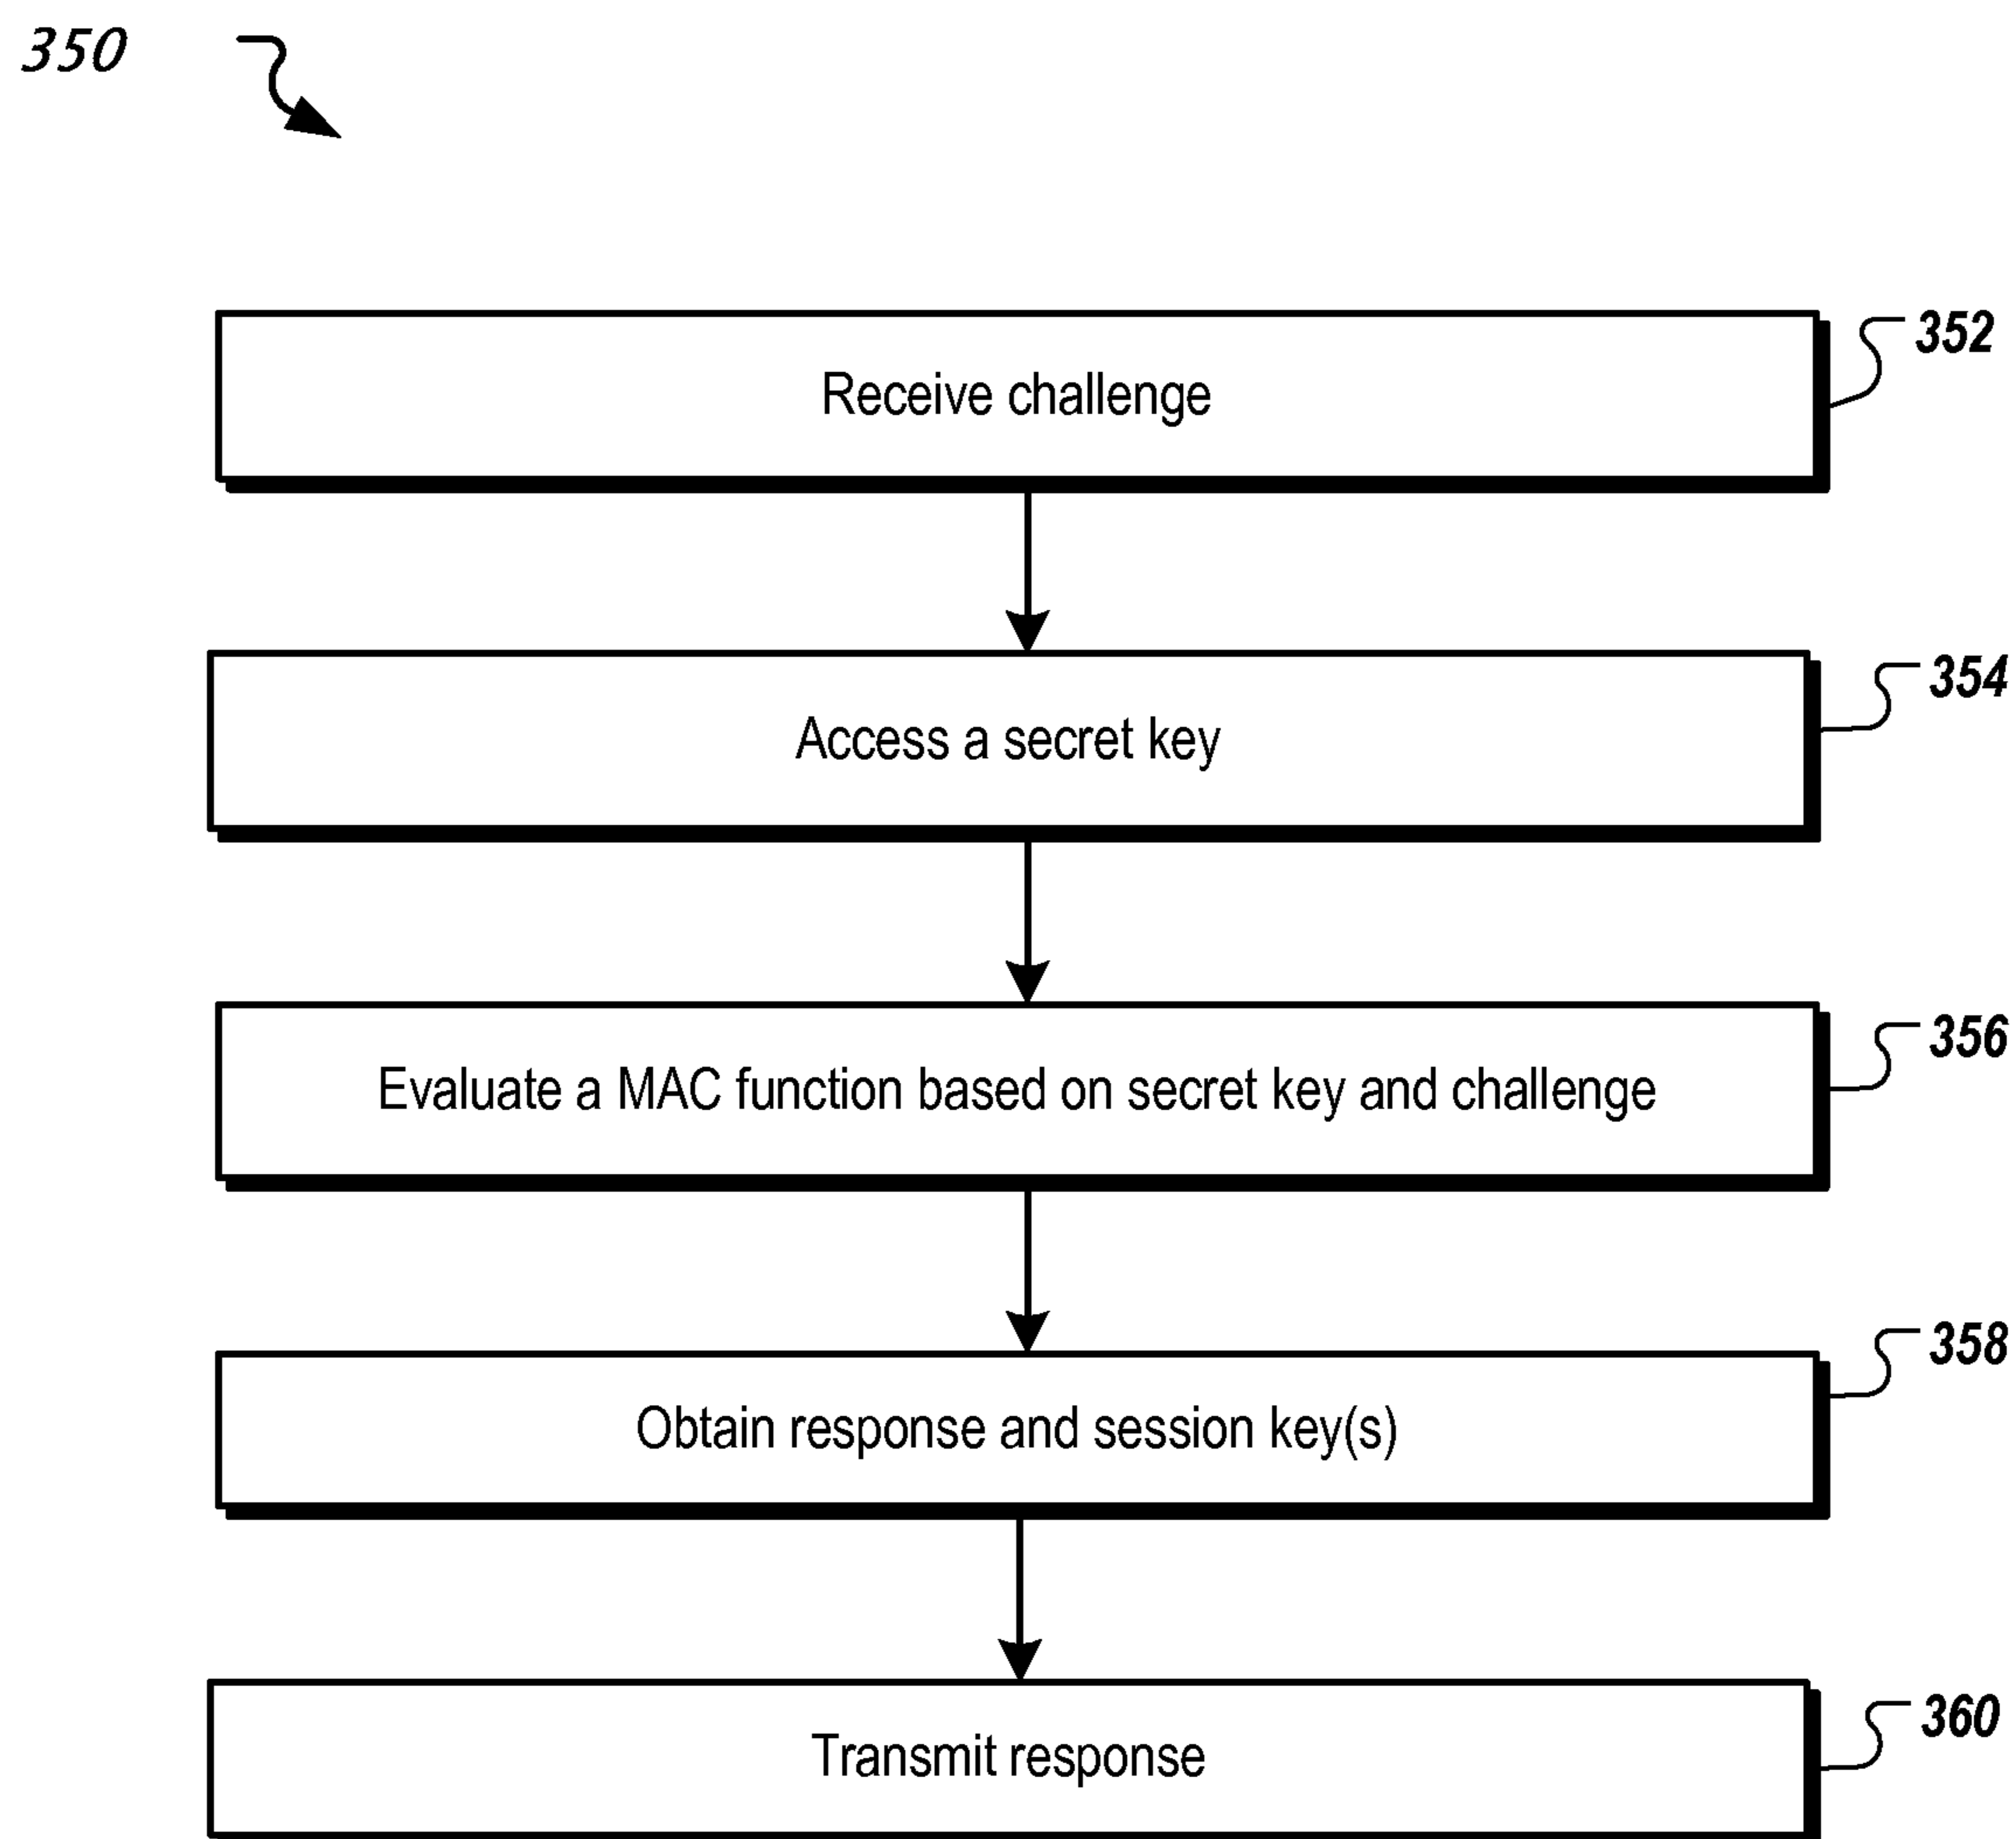 350
Receive challenge
352
Access a secret key
354
Evaluate a MAC function based on secret key and challenge
356
Obtain response and session key(s)
358
Transmit response
360